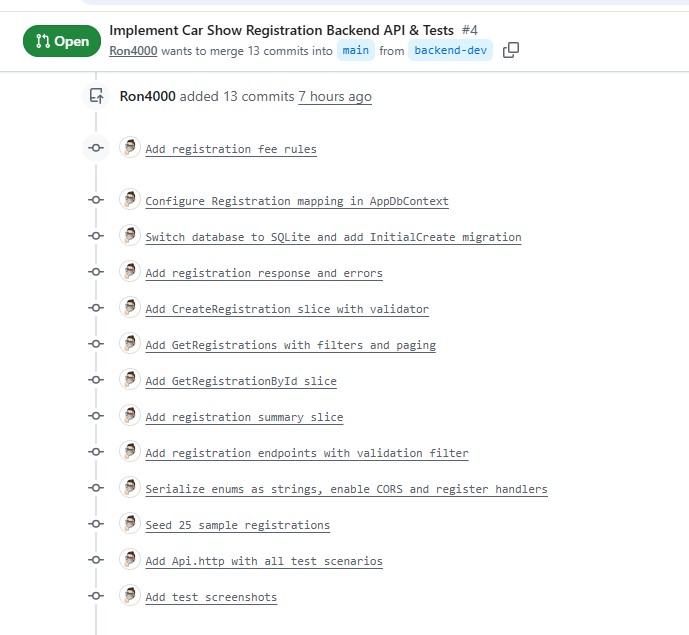 Open
Implement Car Show Registration Backend API & Tests #4
Ron4000 wants to merge 13 commits into main from backend-dev
Ron4000 added 13 commits 7 hours ago
Add registration fee rules
Configure Registration mapping in AppDbContext
Switch database to SQLite and add InitialCreate migration
Add registration response and errors
Add CreateRegistration slice with validator
Add GetRegistrations with filters and paging
Add GetRegistrationById slice
Add registration summary slice
Add registration endpoints with validation filter
Serialize enums as strings, enable CORS and register handlers
Seed 25 sample registrations
Add Api.http with all test scenarios
Add test screenshots